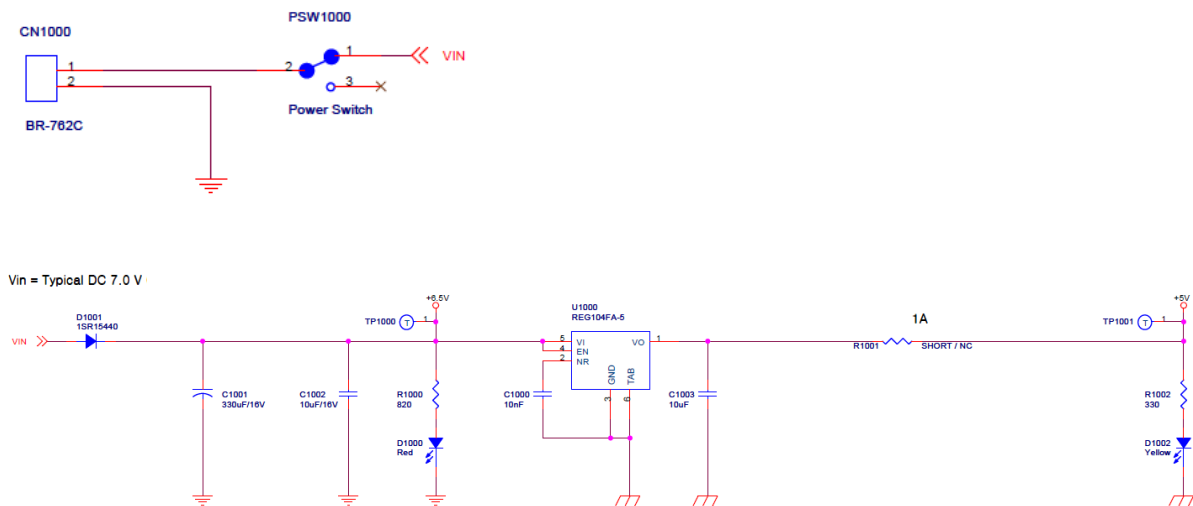 PSW1000
CN1000
1
VIN
1
2
2
3
Power Switch
BR-762C
Vin = Typical DC 7.0 V
+6.5V
+5V
D1001
1SR15440
TP1000 T 1
U1000
REG104FA-5
1A
TP1001 T 1
VIN
5 VI VO 1
4 EN
2 NR
R1001 SHORT / NC
GND TAB
3 6
C1001
330uF/16V
C1002
10uF/16V
R1000
820
C1000
10nF
C1003
10uF
R1002
330
D1000
Red
D1002
Yellow